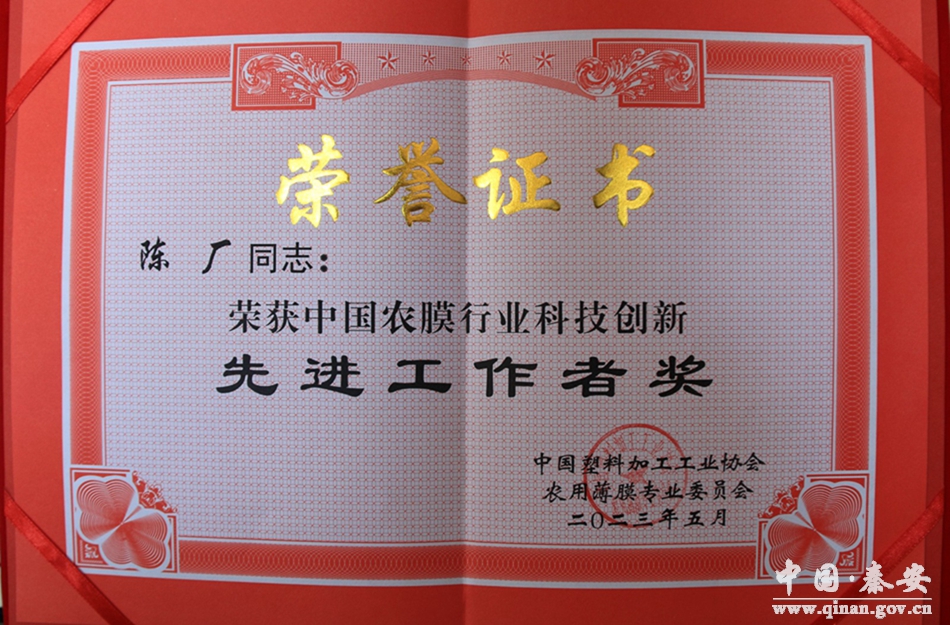 荣誉证书
陈 厂 同志：
荣获中国农膜行业科技创新
先进工作者奖
中国塑料加工工业协会
农用薄膜专业委员会
二〇二三年五月
中国·秦安
www.qinan.gov.cn